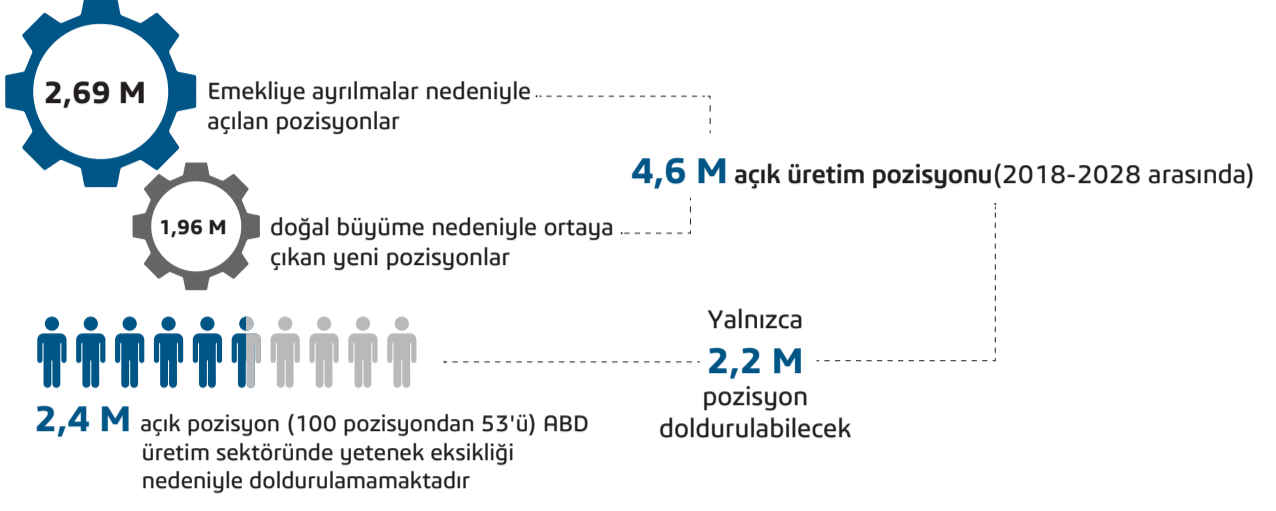 2,69 M
Emekliye ayrılmalar nedeniyle
açılan pozisyonlar
4,6 M açık üretim pozisyonu(2018-2028 arasında)
1,96 M
doğal büyüme nedeniyle ortaya
çıkan yeni pozisyonlar
Yalnızca
2,2 M
pozisyon
doldurulabilecek
2,4 M açık pozisyon (100 pozisyondan 53'ü) ABD
üretim sektöründe yetenek eksikliği
nedeniyle doldurulamamaktadır